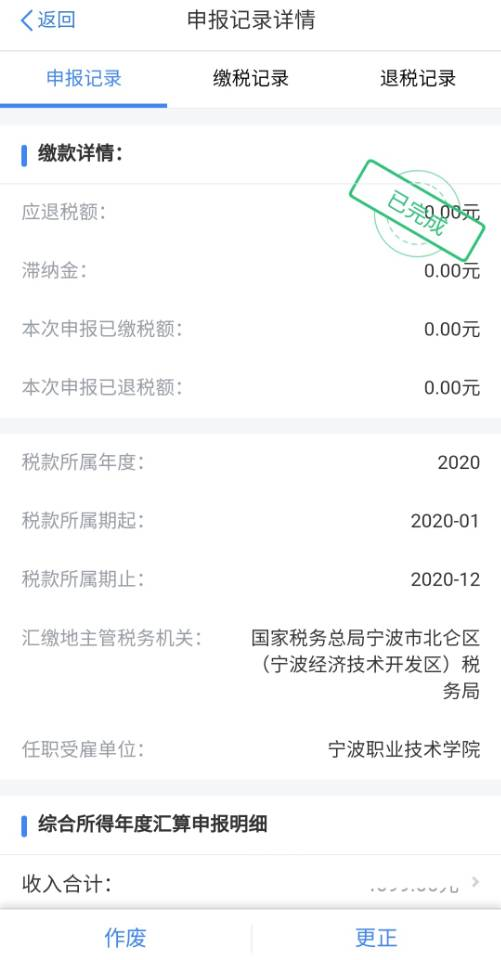 返回
申报记录详情
申报记录 缴税记录 退税记录
缴款详情：
已完成
应退税额： 0.00元
滞纳金： 0.00元
本次申报已缴税额： 0.00元
本次申报已退税额： 0.00元
税款所属年度： 2020
税款所属期起： 2020-01
税款所属期止： 2020-12
汇缴地主管税务机关： 国家税务总局宁波市北仑区
（宁波经济技术开发区）税
务局
任职受雇单位： 宁波职业技术学院
综合所得年度汇算申报明细
收入合计：
作废 更正